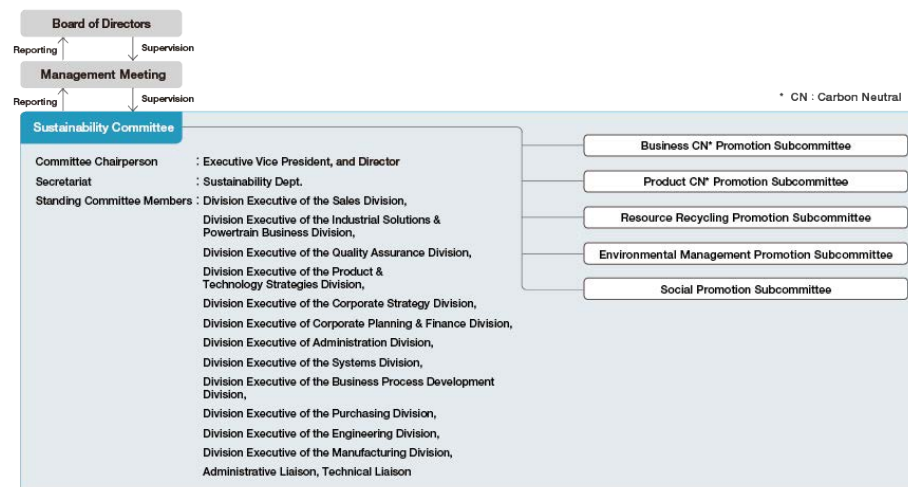 Board of Directors
Reporting
Supervision
Management Meeting
Reporting
Supervision
* CN : Carbon Neutral
Sustainability Committee
Committee Chairperson : Executive Vice President, and Director
Secretariat : Sustainability Dept.
Standing Committee Members : Division Executive of the Sales Division,
Division Executive of the Industrial Solutions &
Powertrain Business Division,
Division Executive of the Quality Assurance Division,
Division Executive of the Product &
Technology Strategies Division,
Division Executive of the Corporate Strategy Division,
Division Executive of Corporate Planning & Finance Division,
Division Executive of Administration Division,
Division Executive of the Systems Division,
Division Executive of the Business Process Development
Division,
Division Executive of the Purchasing Division,
Division Executive of the Engineering Division,
Division Executive of the Manufacturing Division,
Administrative Liaison, Technical Liaison
Business CN* Promotion Subcommittee
Product CN* Promotion Subcommittee
Resource Recycling Promotion Subcommittee
Environmental Management Promotion Subcommittee
Social Promotion Subcommittee